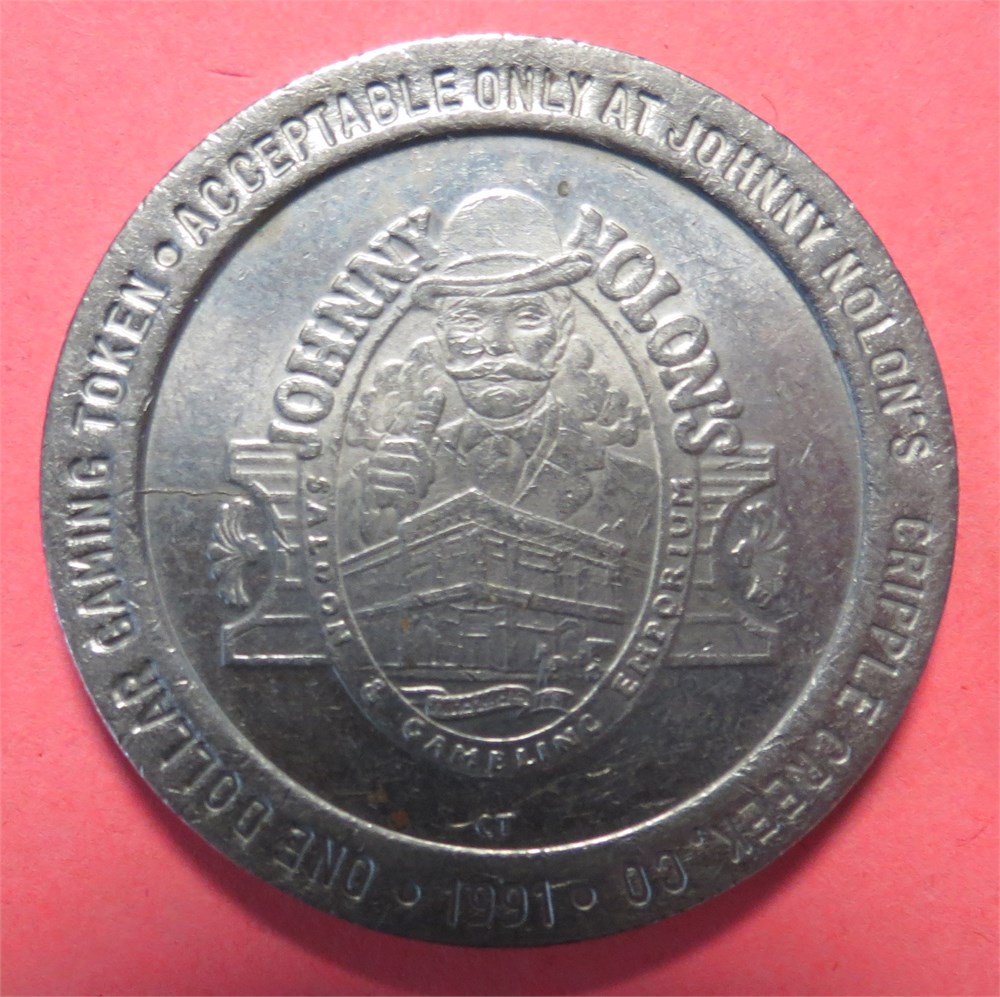 ONE DOLLAR GAMING TOKEN • ACCEPTABLE ONLY AT JOHNNY NOLON'S CRIPPLE CREEK, CO • 1991 •
JOHNNY NOLON'S
SALOON & GAMBLING EMPORIUM
CT